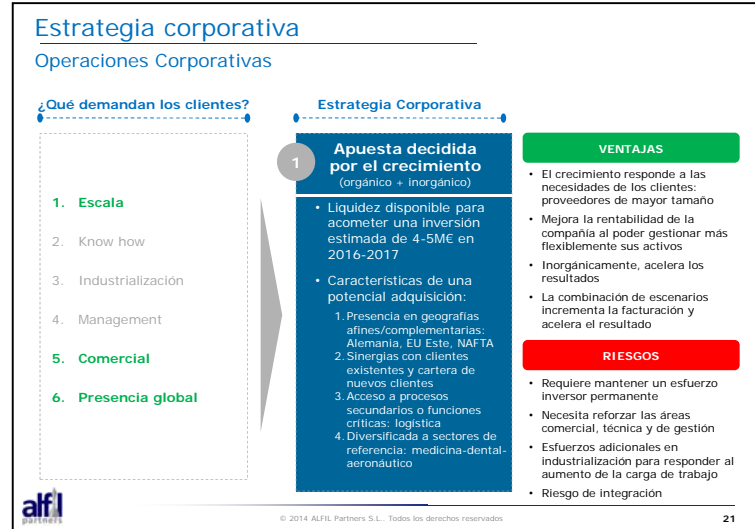 Estrategia corporativa
Operaciones Corporativas
¿Qué demandan los clientes?
1. Escala
2. Know how
3. Industrialización
4. Management
5. Comercial
6. Presencia global
Estrategia Corporativa
1
Apuesta decidida
por el crecimiento
(orgánico + inorgánico)
• Liquidez disponible para
acometer una inversión
estimada de 4-5M€ en
2016-2017
• Características de una
potencial adquisición:
1. Presencia en geografías
afines/complementarias:
Alemania, EU Este, NAFTA
2. Sinergias con clientes
existentes y cartera de
nuevos clientes
3. Acceso a procesos
secundarios o funciones
críticas: logística
4. Diversificada a sectores de
referencia: medicina-dental-
aeronáutico
VENTAJAS
• El crecimiento responde a las
necesidades de los clientes:
proveedores de mayor tamaño
• Mejora la rentabilidad de la
compañía al poder gestionar más
flexiblemente sus activos
• Inorgánicamente, acelera los
resultados
• La combinación de escenarios
incrementa la facturación y
acelera el resultado
RIESGOS
• Requiere mantener un esfuerzo
inversor permanente
• Necesita reforzar las áreas
comercial, técnica y de gestión
• Esfuerzos adicionales en
industrialización para responder al
aumento de la carga de trabajo
• Riesgo de integración
alfil
partners
© 2014 ALFIL Partners S.L.. Todos los derechos reservados
21